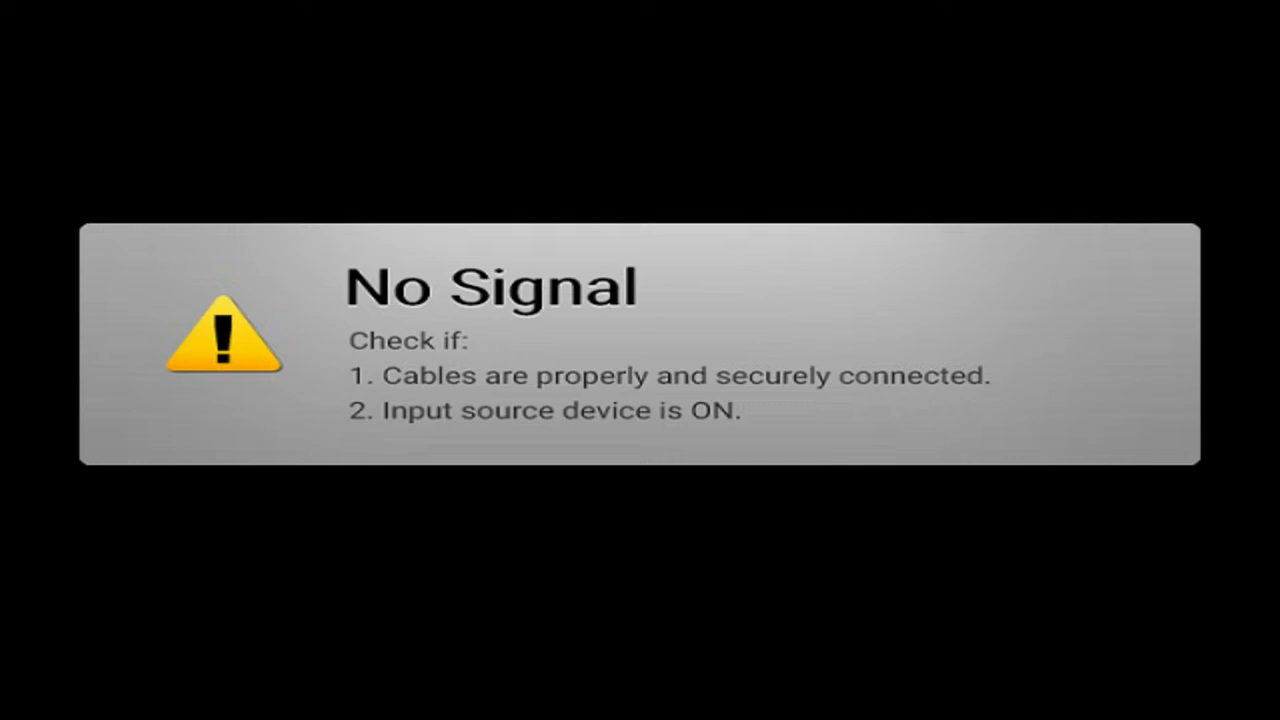 No Signal
Check if:
1. Cables are properly and securely connected.
2. Input source device is ON.